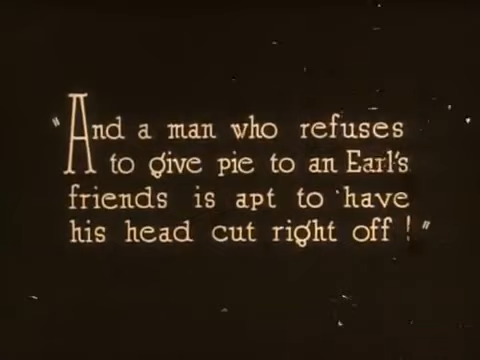 "And a man who refuses
to give pie to an Earl's
friends is apt to have
his head cut right off!"